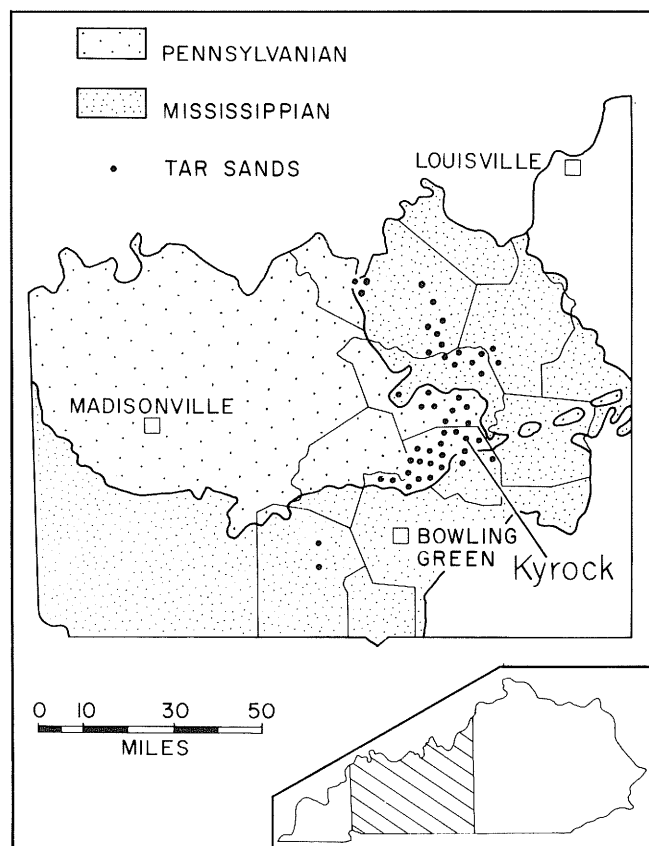 PENNSYLVANIAN
MISSISSIPPIAN
TAR SANDS
LOUISVILLE
MADISONVILLE
BOWLING
GREEN
Kyrock
0 10 30 50
MILES